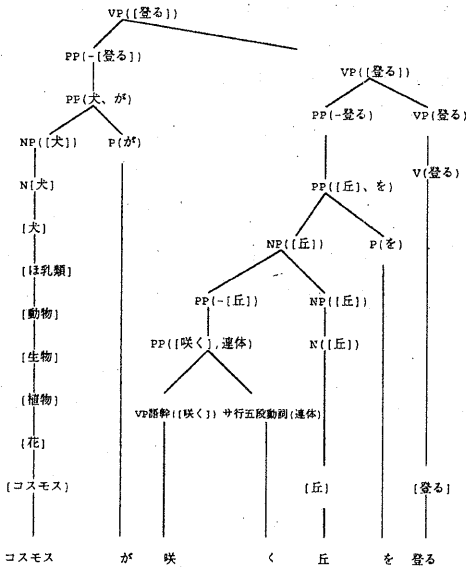 VP([登る])
PP(-[登る])
VP([登る])
PP(犬、が)
PP(-登る) VP(登る)
NP([犬]) P(が)
V(登る)
N[犬]
PP([丘]、を)
[犬]
NP([丘]) P(を)
[ほ乳類]
PP(-[丘]) NP([丘])
[動物]
PP([咲く],連体) N([丘])
[生物]
[植物]
VP語幹([咲く]) サ行五段動詞(連体)
[花]
[コスモス] [丘] [登る]
コスモス が 咲 く 丘 を 登る